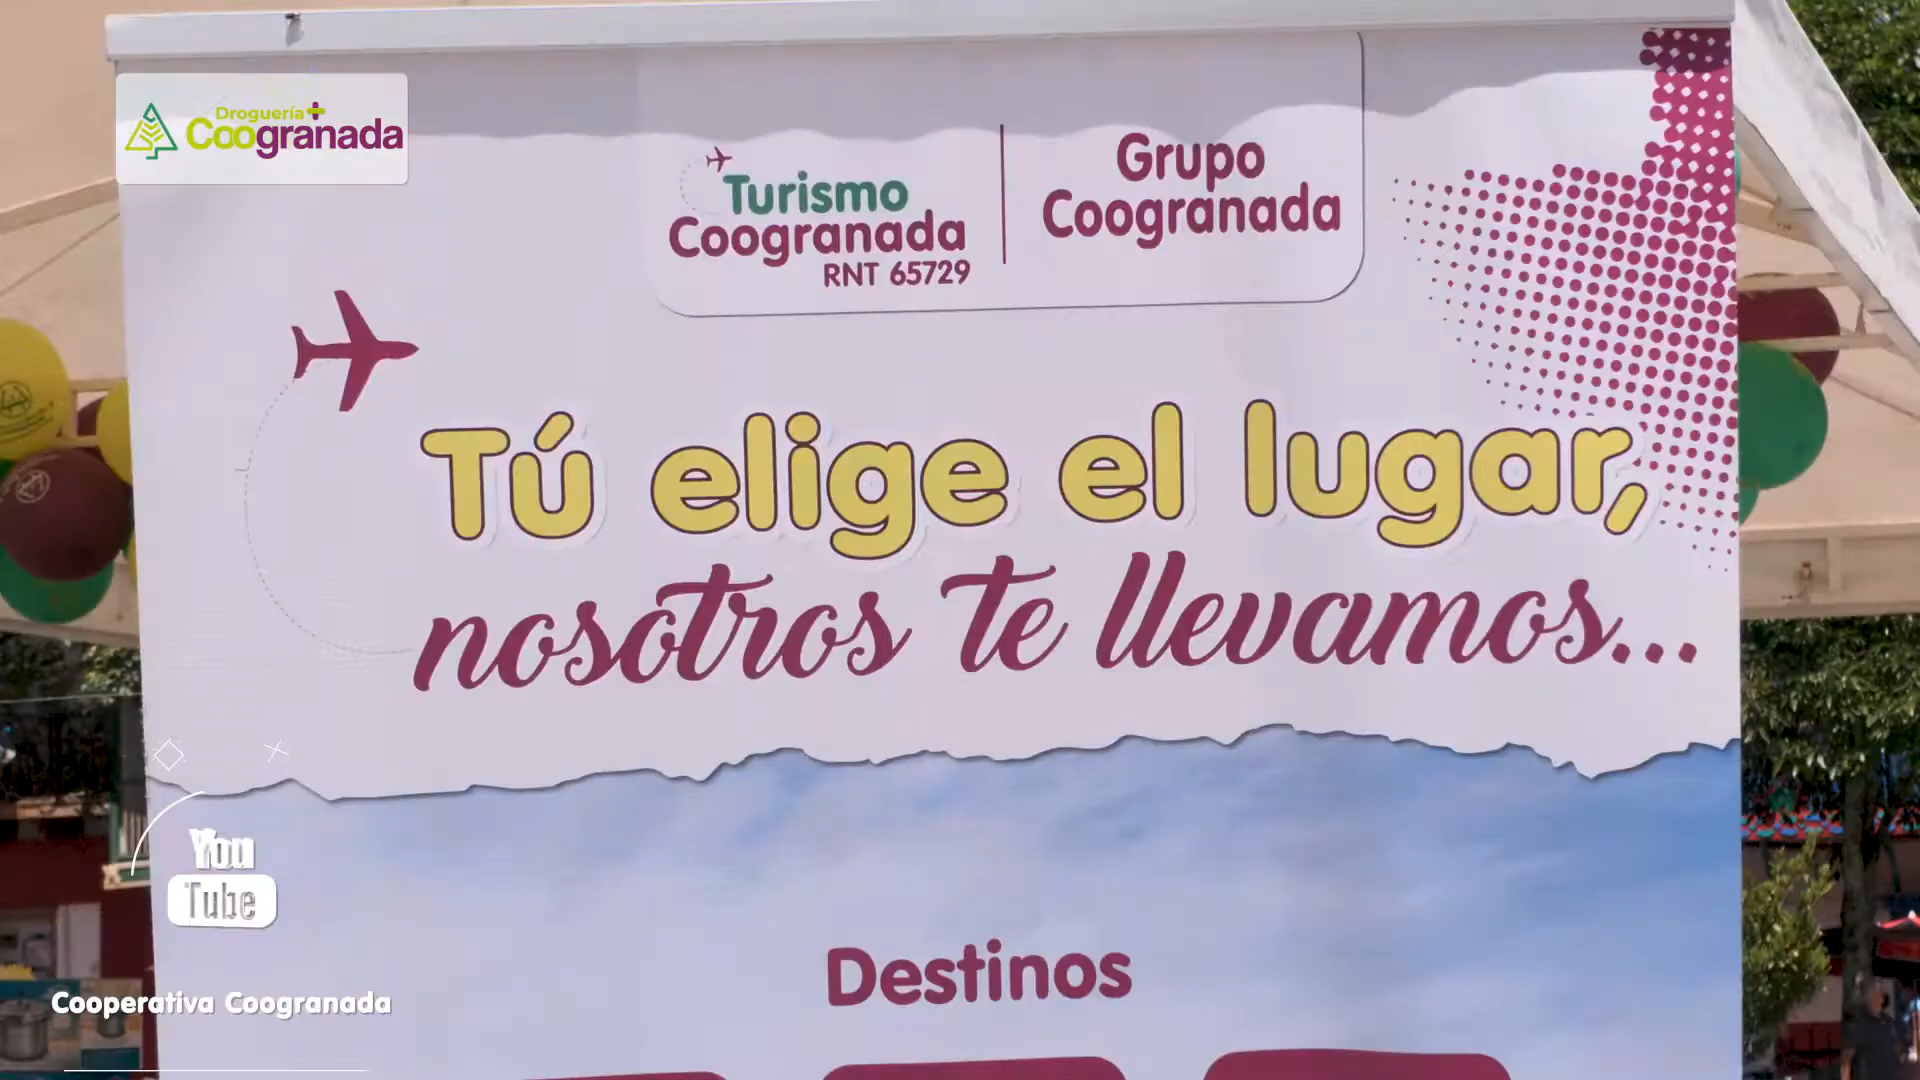 Droguería
Coogranada
Turismo
Coogranada
RNT 65729
Grupo
Coogranada
Tú elige el lugar,
nosotros te llevamos...
Destinos
You
Tube
Cooperativa Coogranada